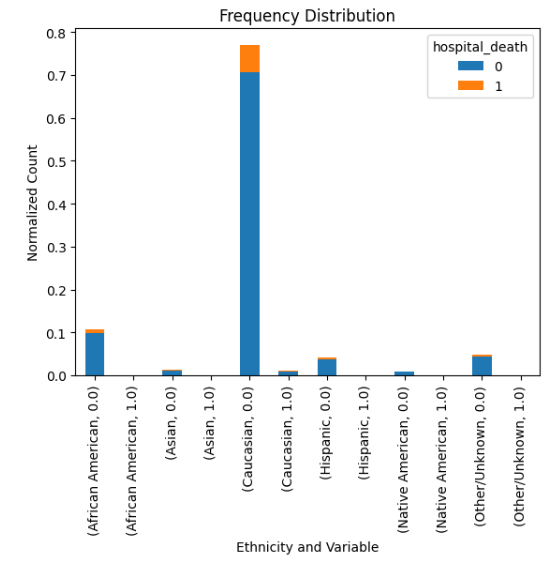 Frequency Distribution
hospital_death
0
1
Normalized Count
0.8
0.7
0.6
0.5
0.4
0.3
0.2
0.1
0.0
(African American, 0.0)
(African American, 1.0)
(Asian, 0.0)
(Asian, 1.0)
(Caucasian, 0.0)
(Caucasian, 1.0)
(Hispanic, 0.0)
(Hispanic, 1.0)
(Native American, 0.0)
(Native American, 1.0)
(Other/Unknown, 0.0)
(Other/Unknown, 1.0)
Ethnicity and Variable